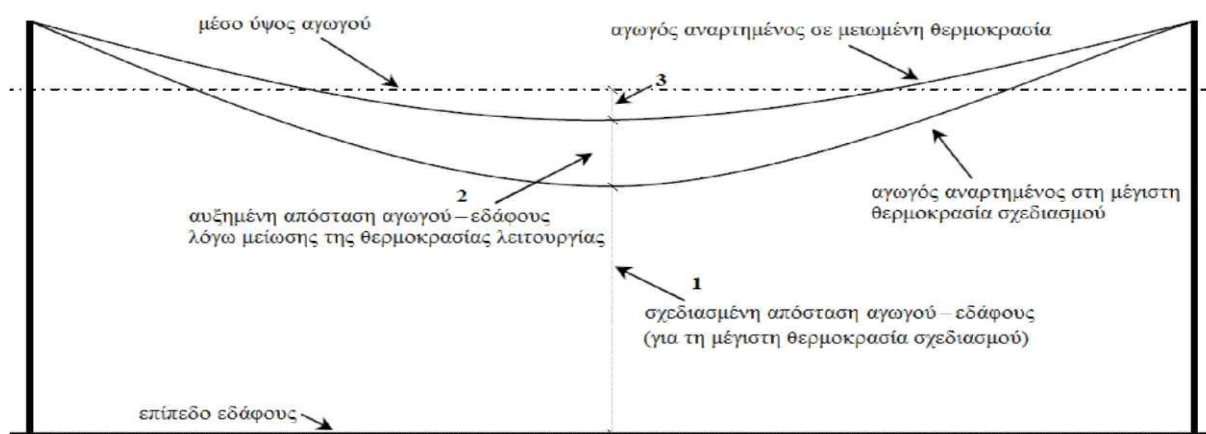 μέσο ύψος αγωγού
αγωγός αναρτημένος σε μειωμένη θερμοκρασία
3
2
αυξημένη απόσταση αγωγού – εδάφους
λόγω μείωσης της θερμοκρασίας λειτουργίας
αγωγός αναρτημένος στη μέγιστη
θερμοκρασία σχεδιασμού
1
σχεδιασμένη απόσταση αγωγού – εδάφους
(για τη μέγιστη θερμοκρασία σχεδιασμού)
επίπεδο εδάφους